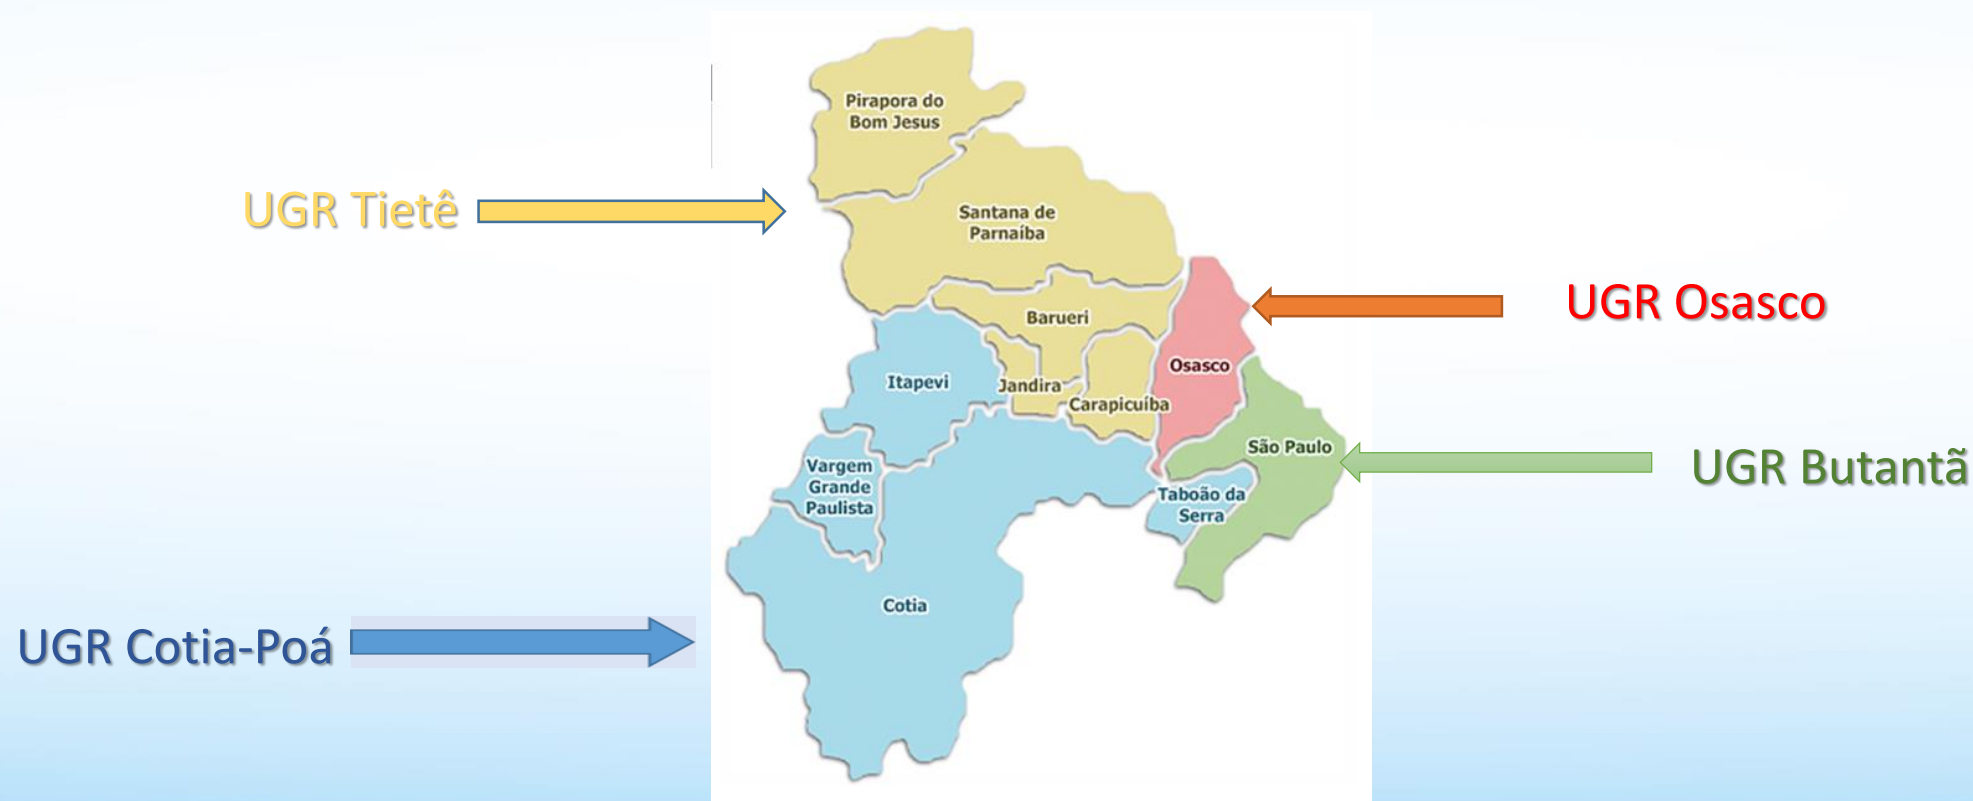 Pirapora do
Bom Jesus
UGR Tietê
Santana de
Parnaíba
UGR Osasco
Barueri
Osasco
Itapevi
Jandira
Carapicuíba
São Paulo
UGR Butantã
Vargem
Grande
Paulista
Taboão da
Serra
Cotia
UGR Cotia-Poá